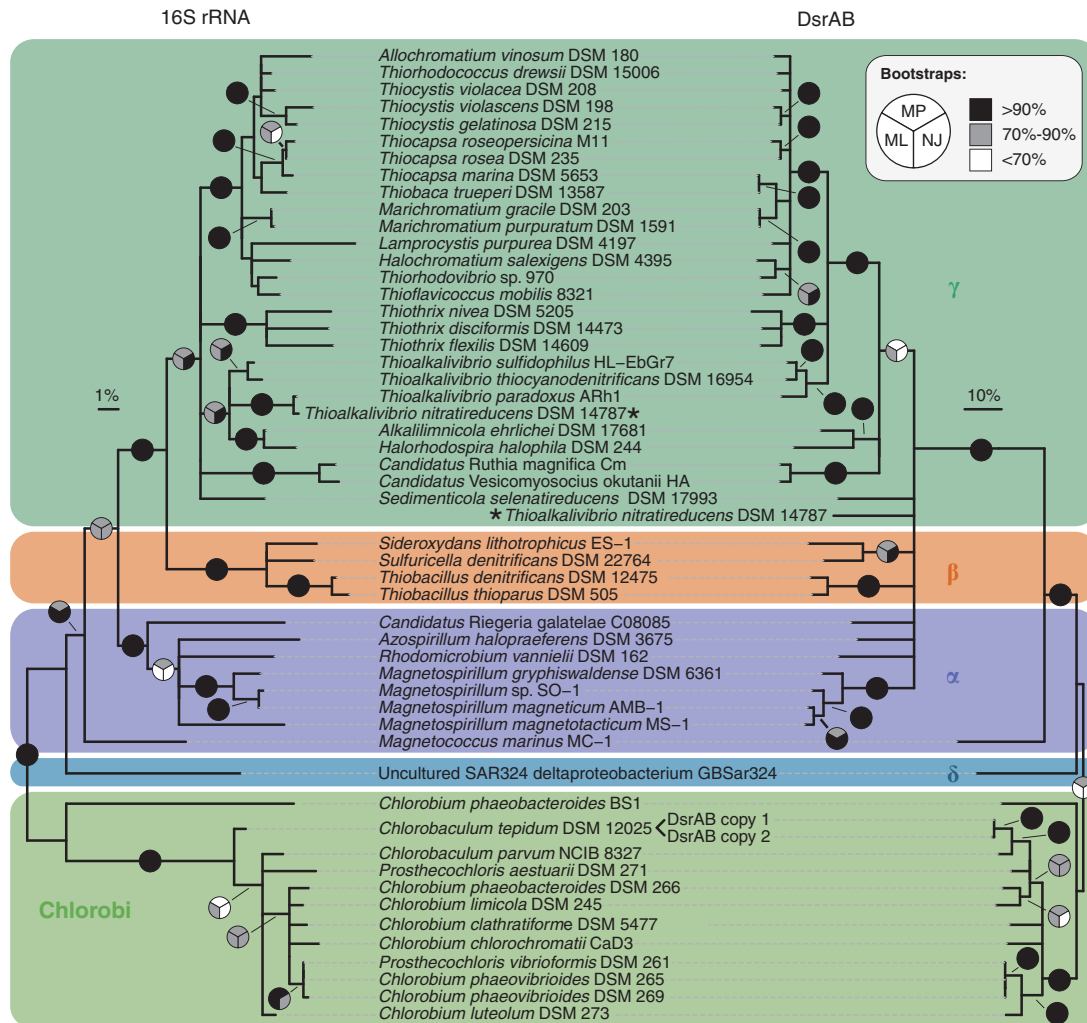 16S rRNA
DsrAB
Bootstraps:
MP
ML
NJ
>90%
70%-90%
<70%
Allochromatium vinosum DSM 180
Thiorhodococcus drewsii DSM 15006
Thiocystis violacea DSM 208
Thiocystis violascens DSM 198
Thiocystis gelatinosa DSM 215
Thiocapsa roseopersicina M11
Thiocapsa rosea DSM 235
Thiocapsa marina DSM 5653
Thiobaca trueperi DSM 13587
Marichromatium gracile DSM 203
Marichromatium purpuratum DSM 1591
Lamprocystis purpurea DSM 4197
Halochromatium salexigens DSM 4395
Thiorhodovibrio sp. 970
Thioflavicoccus mobilis 8321
γ
Thiothrix nivea DSM 5205
Thiothrix disciformis DSM 14473
Thiothrix flexilis DSM 14609
Thioalkalivibrio sulfidophilus HL−EbGr7
Thioalkalivibrio thiocyanodenitrificans DSM 16954
1%
10%
Thioalkalivibrio paradoxus ARh1
Thioalkalivibrio nitratireducens DSM 14787*
Alkalilimnicola ehrlichei DSM 17681
Halorhodospira halophila DSM 244
Candidatus Ruthia magnifica Cm
Candidatus Vesicomyosocius okutanii HA
Sedimenticola selenatireducens DSM 17993
*Thioalkalivibrio nitratireducens DSM 14787
Sideroxydans lithotrophicus ES−1
Sulfuricella denitrificans DSM 22764
β
Thiobacillus denitrificans DSM 12475
Thiobacillus thioparus DSM 505
Candidatus Riegeria galatelae C08085
Azospirillum halopraeferens DSM 3675
Rhodomicrobium vannielii DSM 162
Magnetospirillum gryphiswaldense DSM 6361
α
Magnetospirillum sp. SO−1
Magnetospirillum magneticum AMB−1
Magnetospirillum magnetotacticum MS−1
Magnetococcus marinus MC−1
Uncultured SAR324 deltaproteobacterium GBSar324
δ
Chlorobium phaeobacteroides BS1
Chlorobaculum tepidum DSM 12025
DsrAB copy 1
DsrAB copy 2
Chlorobaculum parvum NCIB 8327
Prosthecochloris aestuarii DSM 271
Chlorobium phaeobacteroides DSM 266
Chlorobium limicola DSM 245
Chlorobi
Chlorobium clathratiforme DSM 5477
Chlorobium chlorochromatii CaD3
Prosthecochloris vibrioformis DSM 261
Chlorobium phaeovibrioides DSM 265
Chlorobium phaeovibrioides DSM 269
Chlorobium luteolum DSM 273